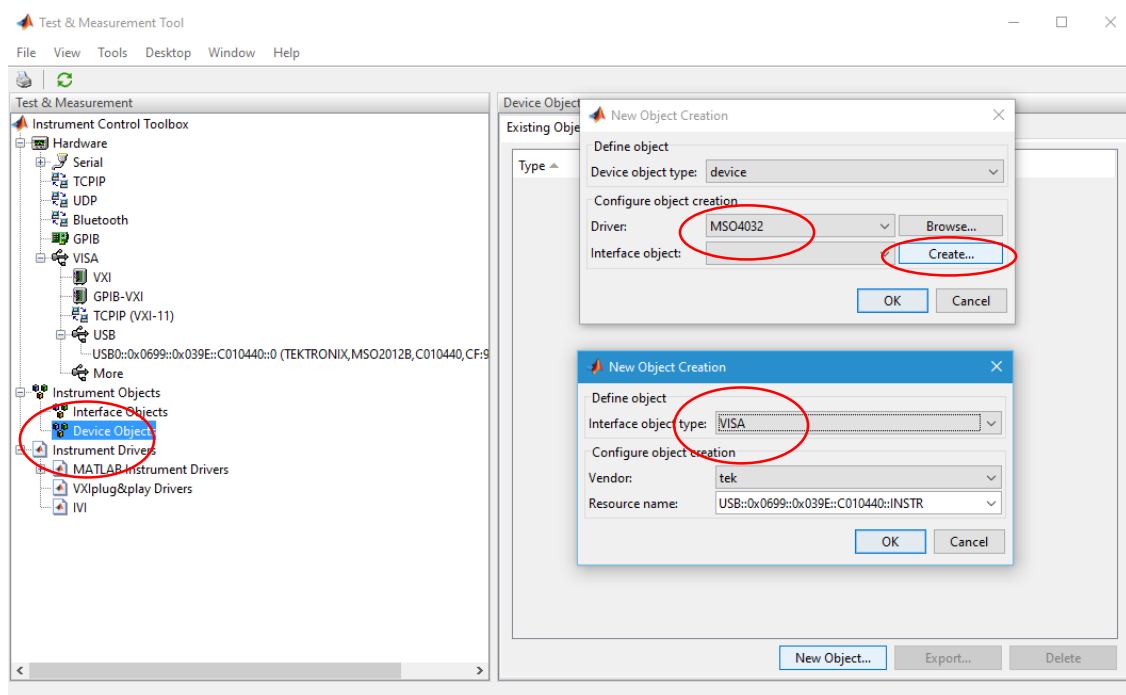 Test & Measurement Tool
File View Tools Desktop Window Help
Test & Measurement
Instrument Control Toolbox
Hardware
Serial
TCPIP
UDP
Bluetooth
GPIB
VISA
VXI
GPIB-VXI
TCPIP (VXI-11)
USB
USB0::0x0699::0x039E::C010440::0 (TEKTRONIX,MSO2012B,C010440,CF:9
More
Instrument Objects
Interface Objects
Device Objects
Instrument Drivers
MATLAB Instrument Drivers
VXIplug&play Drivers
IVI
Device Object
Existing Obje
Type
New Object Creation
Define object
Device object type: device
Configure object creation
Driver: MSO4032 Browse...
Interface object: Create...
OK Cancel
New Object Creation
Define object
Interface object type: VISA
Configure object creation
Vendor: tek
Resource name: USB::0x0699::0x039E::C010440::INSTR
OK Cancel
New Object... Export... Delete